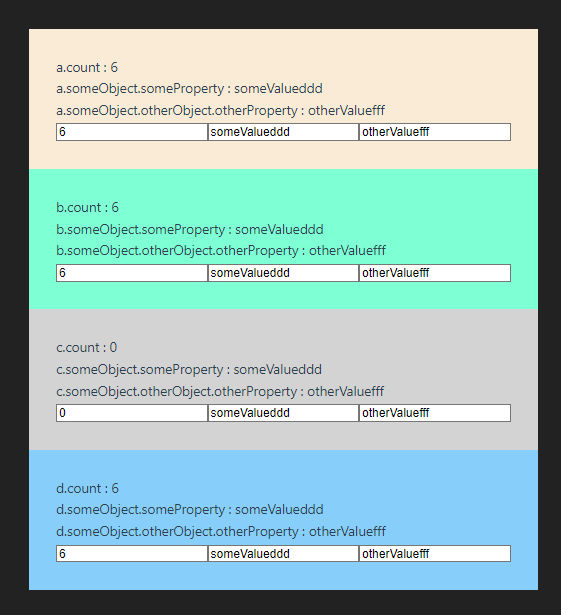 a.count : 6
a.someObject.someProperty : someValueddd
a.someObject.otherObject.otherProperty : otherValuefff
6 someValueddd otherValuefff
b.count : 6
b.someObject.someProperty : someValueddd
b.someObject.otherObject.otherProperty : otherValuefff
6 someValueddd otherValuefff
c.count : 0
c.someObject.someProperty : someValueddd
c.someObject.otherObject.otherProperty : otherValuefff
0 someValueddd otherValuefff
d.count : 6
d.someObject.someProperty : someValueddd
d.someObject.otherObject.otherProperty : otherValuefff
6 someValueddd otherValuefff